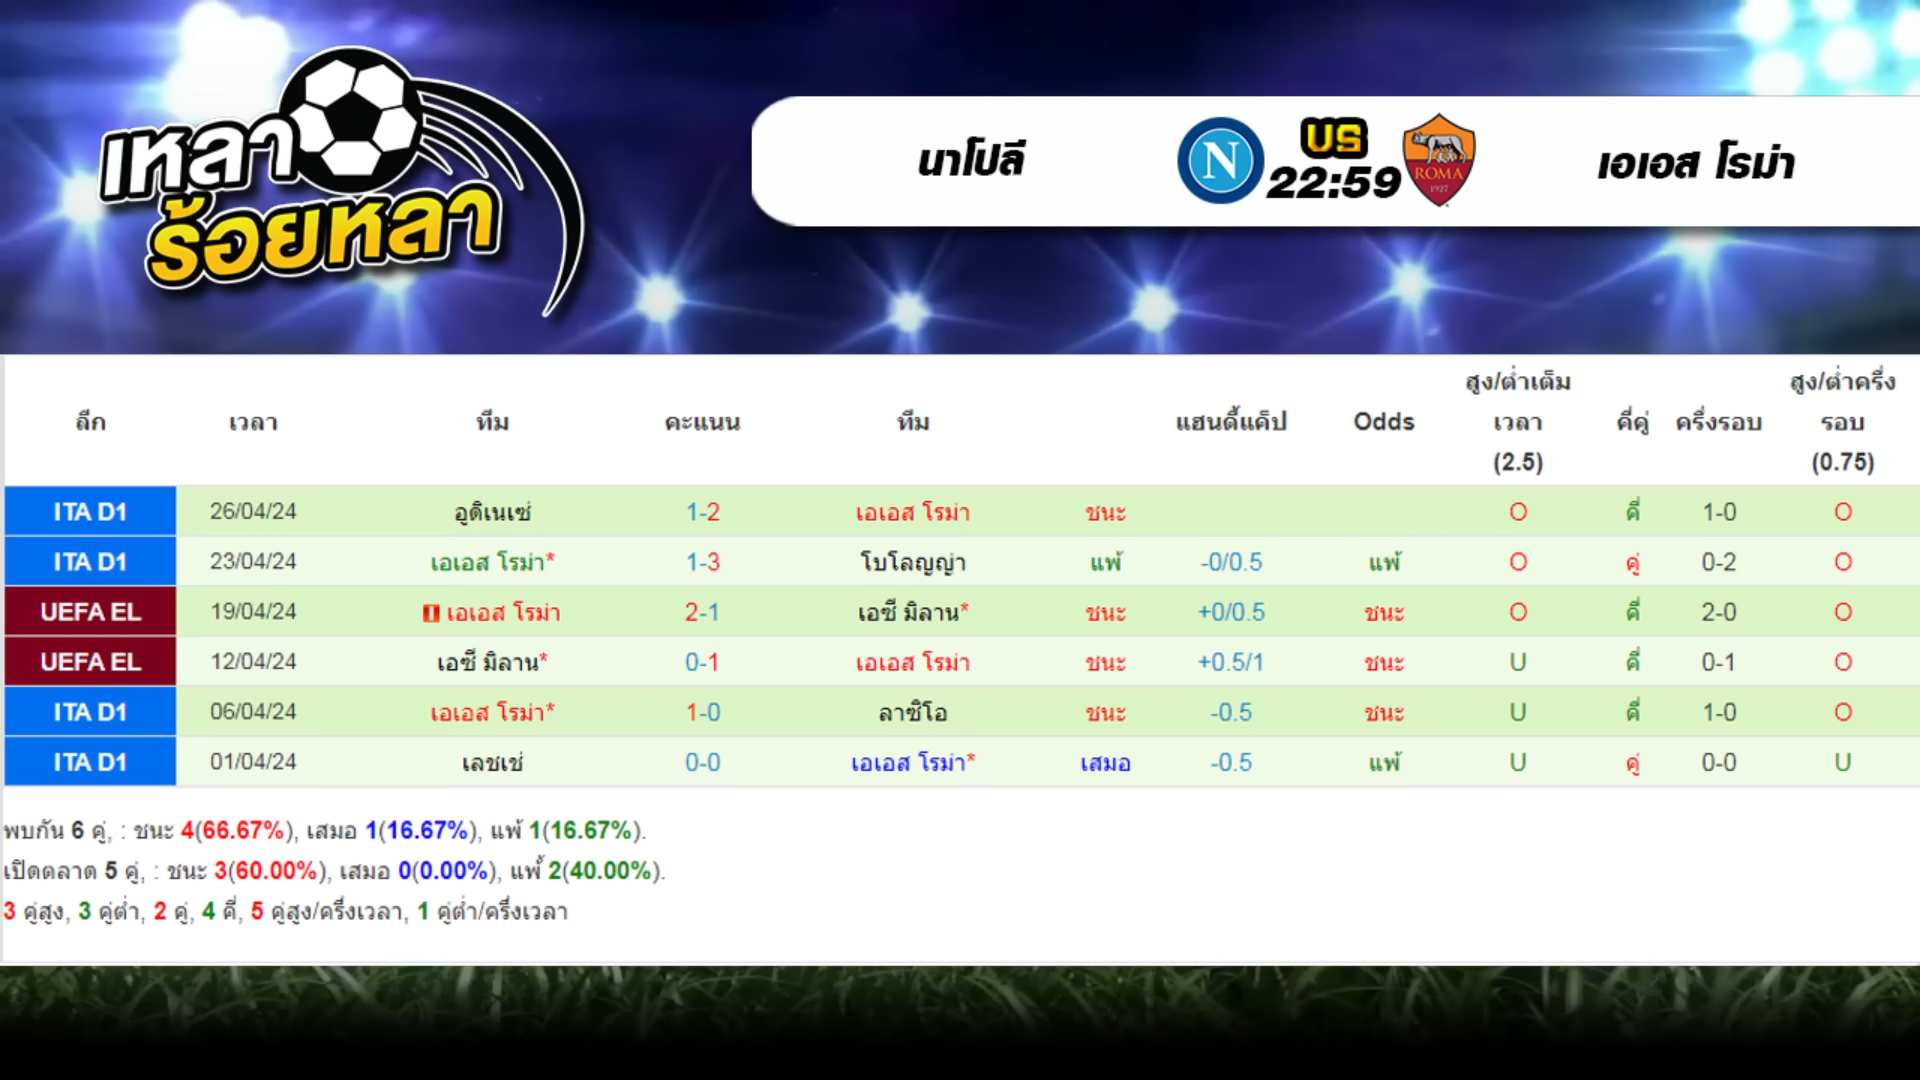 เหลา
ร้อยหลา
นาโปลี N US 22:59 ROMA 1927 เอเอส โรม่า
ลีก เวลา ทีม คะแนน ทีม แฮนดี้แค็ป Odds สูง/ต่ำเต็มเวลา (2.5) คี่คู่ ครึ่งรอบ สูง/ต่ำครึ่งรอบ (0.75)
ITA D1 26/04/24 อูดิเนเซ่ 1-2 เอเอส โรม่า ชนะ O คี่ 1-0 O
ITA D1 23/04/24 เอเอส โรม่า* 1-3 โบโลญญ่า แพ้ -0/0.5 แพ้ O คู่ 0-2 O
UEFA EL 19/04/24 1 เอเอส โรม่า 2-1 เอซี มิลาน* ชนะ +0/0.5 ชนะ O คี่ 2-0 O
UEFA EL 12/04/24 เอซี มิลาน* 0-1 เอเอส โรม่า ชนะ +0.5/1 ชนะ U คี่ 0-1 O
ITA D1 06/04/24 เอเอส โรม่า* 1-0 ลาซิโอ ชนะ -0.5 ชนะ U คี่ 1-0 O
ITA D1 01/04/24 เลชเช่ 0-0 เอเอส โรม่า* เสมอ -0.5 แพ้ U คู่ 0-0 U
พบกัน 6 คู่, : ชนะ 4(66.67%), เสมอ 1(16.67%), แพ้ 1(16.67%).
เปิดตลาด 5 คู่, : ชนะ 3(60.00%), เสมอ 0(0.00%), แพ้ 2(40.00%).
3 คู่สูง, 3 คู่ต่ำ, 2 คู่, 4 คี่, 5 คู่สูง/ครึ่งเวลา, 1 คู่ต่ำ/ครึ่งเวลา